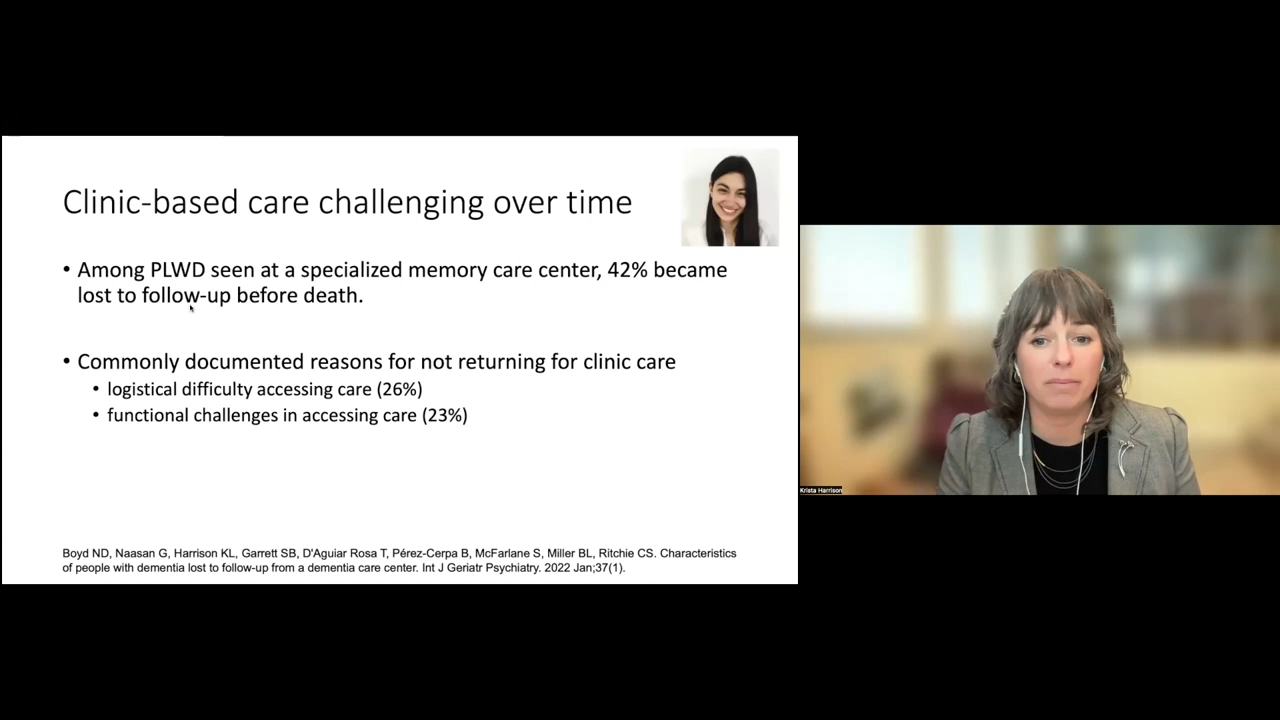 Clinic-based care challenging over time
• Among PLWD seen at a specialized memory care center, 42% became
lost to follow-up before death.
• Commonly documented reasons for not returning for clinic care
• logistical difficulty accessing care (26%)
• functional challenges in accessing care (23%)
Boyd ND, Naasan G, Harrison KL, Garrett SB, D'Aguiar Rosa T, Pérez-Cerpa B, McFarlane S, Miller BL, Ritchie CS. Characteristics
of people with dementia lost to follow-up from a dementia care center. Int J Geriatr Psychiatry. 2022 Jan;37(1).
Krista Harrison